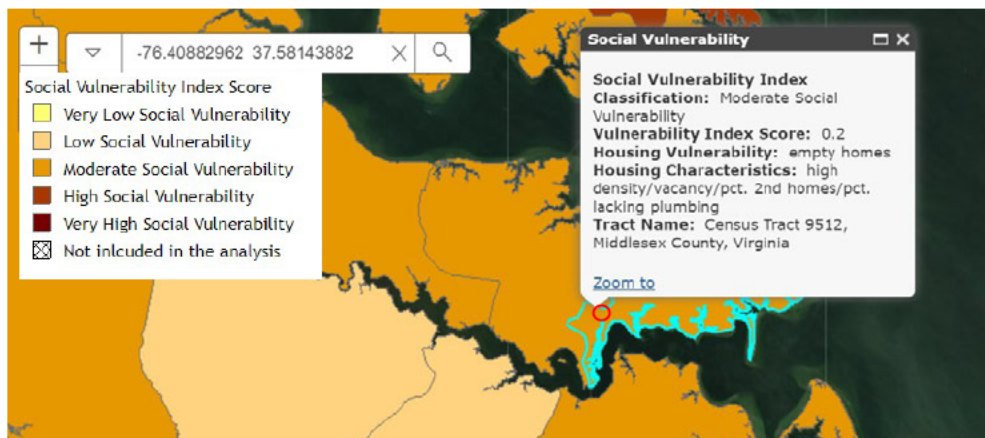 +
-76.40882962 37.58143882
Social Vulnerability Index Score
Very Low Social Vulnerability
Low Social Vulnerability
Moderate Social Vulnerability
High Social Vulnerability
Very High Social Vulnerability
Not inlcuded in the analysis
Social Vulnerability
Social Vulnerability Index
Classification: Moderate Social
Vulnerability
Vulnerability Index Score: 0.2
Housing Vulnerability: empty homes
Housing Characteristics: high
density/vacancy/pct. 2nd homes/pct.
lacking plumbing
Tract Name: Census Tract 9512,
Middlesex County, Virginia
Zoom to